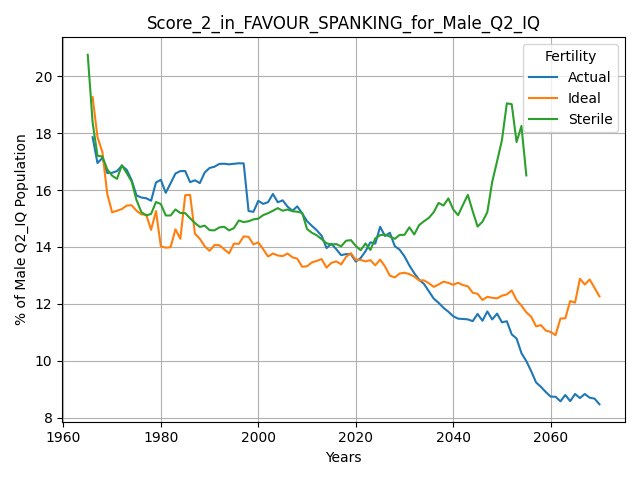 Score_2_in_FAVOUR_SPANKING_for_Male_Q2_IQ
Fertility
Actual
Ideal
Sterile
% of Male Q2_IQ Population
20
18
16
14
12
10
8
1960
1980
2000
2020
2040
2060
Years